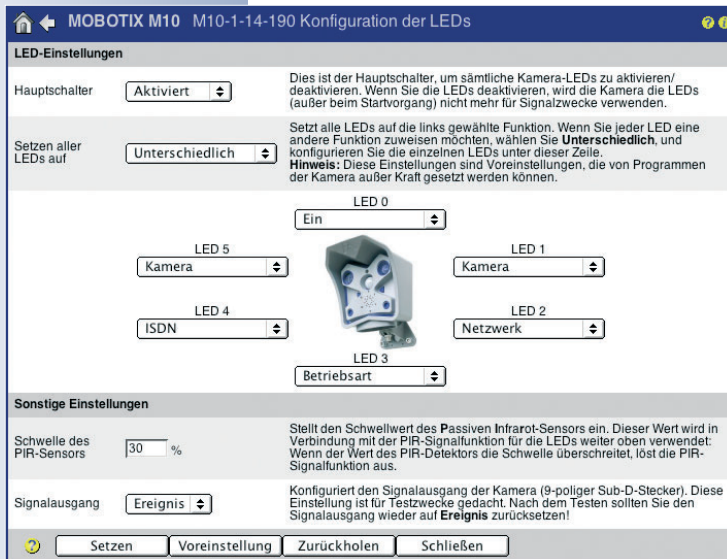 MOBOTIX M10 M10-1-14-190 Konfiguration der LEDs
LED-Einstellungen
Hauptschalter
Aktiviert
Dies ist der Hauptschalter, um sämtliche Kamera-LEDs zu aktivieren/
deaktivieren. Wenn Sie die LEDs deaktivieren, wird die Kamera die LEDs
(außer beim Startvorgang) nicht mehr für Signalzwecke verwenden.
Setzen aller
LEDs auf
Unterschiedlich
Setzt alle LEDs auf die links gewählte Funktion. Wenn Sie jeder LED eine
andere Funktion zuweisen möchten, wählen Sie Unterschiedlich, und
konfigurieren Sie die einzelnen LEDs unter dieser Zeile.
Hinweis: Diese Einstellungen sind Voreinstellungen, die von Programmen
der Kamera außer Kraft gesetzt werden können.
LED 0
Ein
LED 5
Kamera
LED 1
Kamera
LED 4
ISDN
LED 2
Netzwerk
LED 3
Betriebsart
Sonstige Einstellungen
Schwelle des
PIR-Sensors
30 %
Stellt den Schwellwert des Passiven Infrarot-Sensors ein. Dieser Wert wird in
Verbindung mit der PIR-Signalfunktion für die LEDs weiter oben verwendet:
Wenn der Wert des PIR-Detektors die Schwelle überschreitet, löst die PIR-
Signalfunktion aus.
Signalausgang
Ereignis
Konfiguriert den Signalausgang der Kamera (9-poliger Sub-D-Stecker). Diese
Einstellung ist für Testzwecke gedacht. Nach dem Testen sollten Sie den
Signalausgang wieder auf Ereignis zurücksetzen!
? Setzen Voreinstellung Zurückholen Schließen